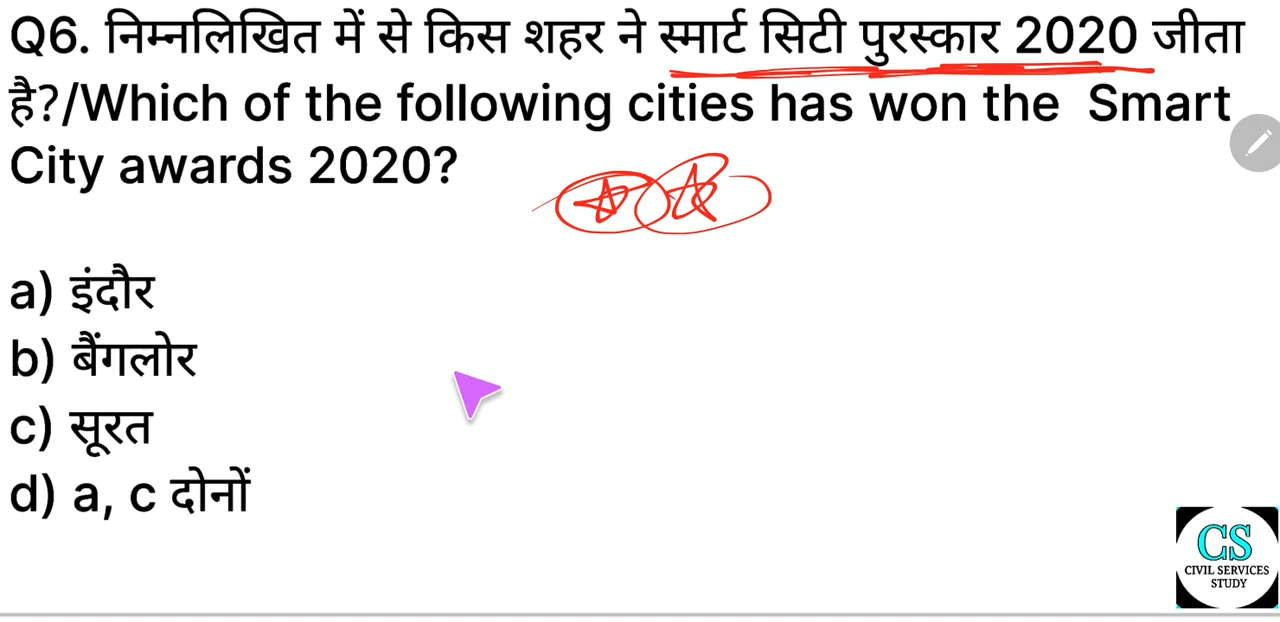 Q6. निम्नलिखित में से किस शहर ने स्मार्ट सिटी पुरस्कार 2020 जीता
है?/Which of the following cities has won the Smart
City awards 2020?
a) इंदौर
b) बैंगलोर
c) सूरत
d) a, c दोनों
CS
CIVIL SERVICES
STUDY